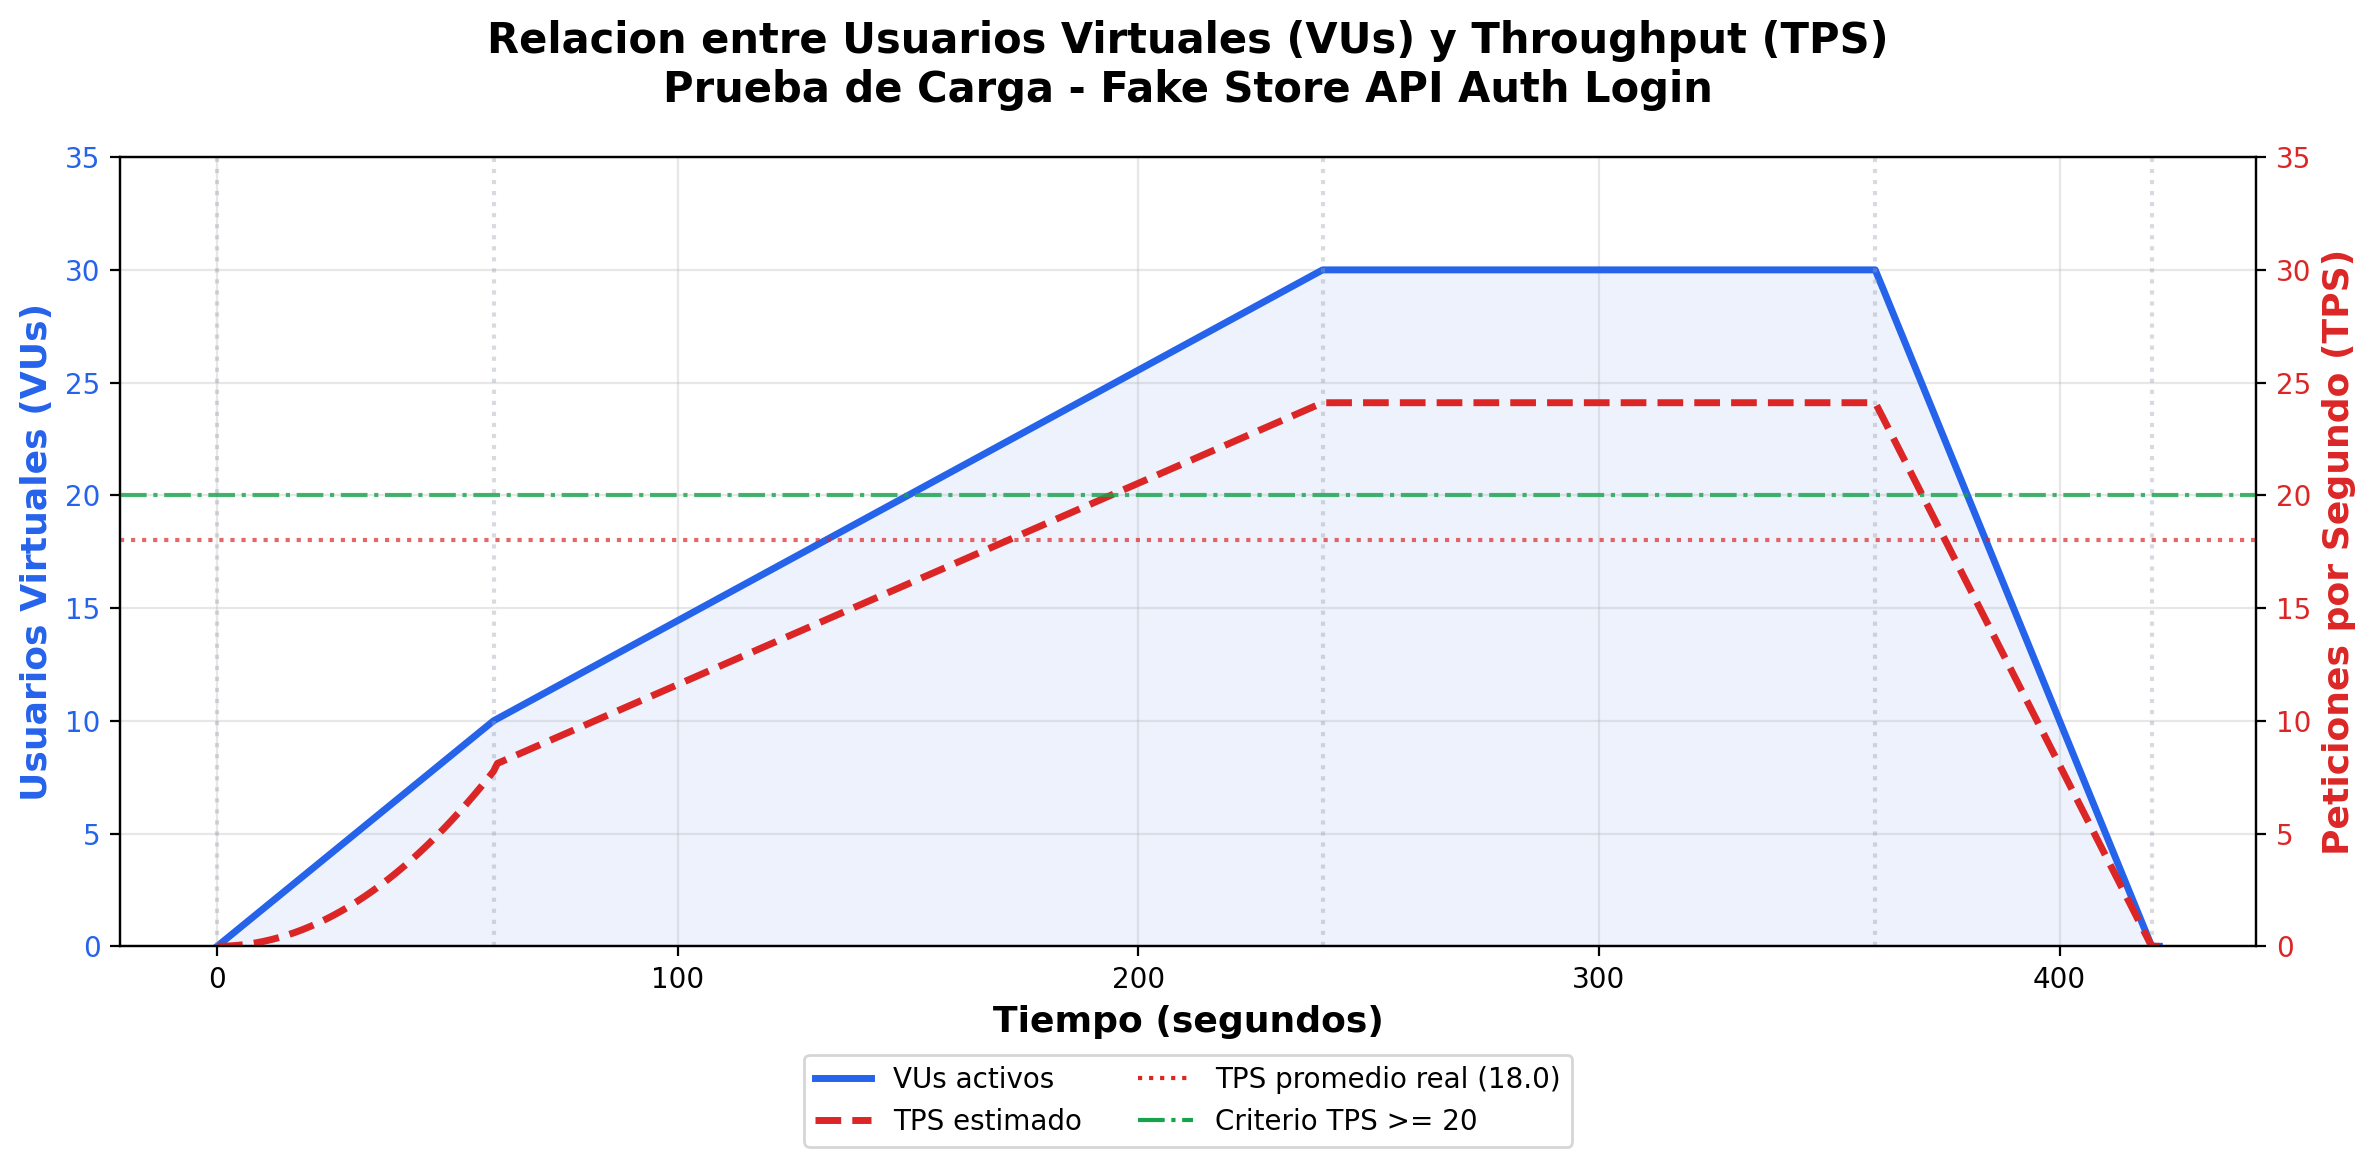 Relacion entre Usuarios Virtuales (VUs) y Throughput (TPS)
Prueba de Carga - Fake Store API Auth Login
Usuarios Virtuales (VUs)
35
30
25
20
15
10
5
0
35
30
25
20
15
10
5
0
Peticiones por Segundo (TPS)
0 100 200 300 400
Tiempo (segundos)
VUs activos
TPS estimado
TPS promedio real (18.0)
Criterio TPS >= 20